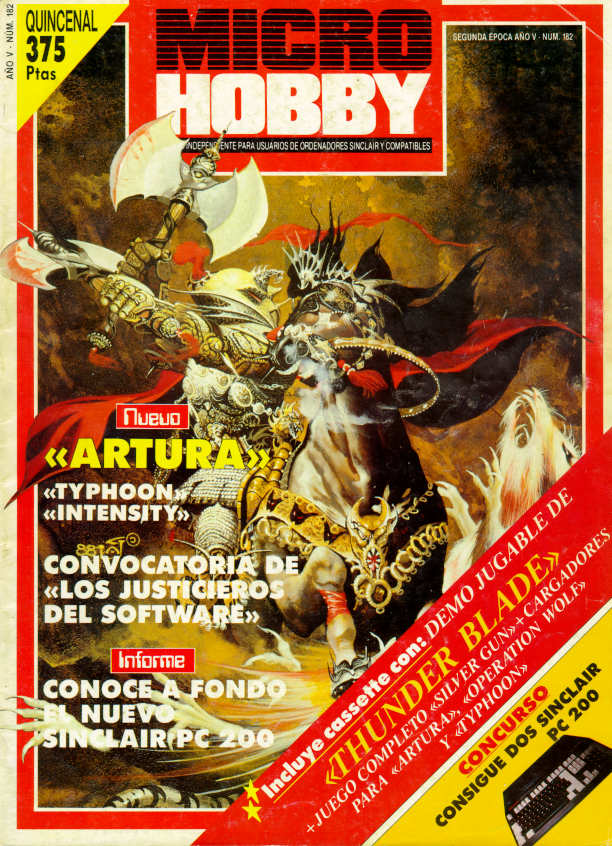 AÑO V - NÚM. 182
QUINCENAL
375
Ptas
MICRO
HOBBY
SEGUNDA EPOCA AÑO V - NUM. 182
INDEPENDIENTE PARA USUARIOS DE ORDENADORES SINCLAIR Y COMPATIBLES
Nuevo
«ARTURA»
«TYPHOON»
«INTENSITY»
CONVOCATORIA DE
«LOS JUSTICIEROS
DEL SOFTWARE»
Informe
CONOCE A FONDO
EL NUEVO
SINCLAIR PC 200
Incluye cassette con: DEMO JUGABLE DE
«THUNDER BLADE»
+JUEGO COMPLETO «SILVER GUN»+CARGADORES
PARA «ARTURA», «OPERATION WOLF»
Y «TYPHOON»
CONCURSO
CONSIGUE DOS SINCLAIR
PC 200